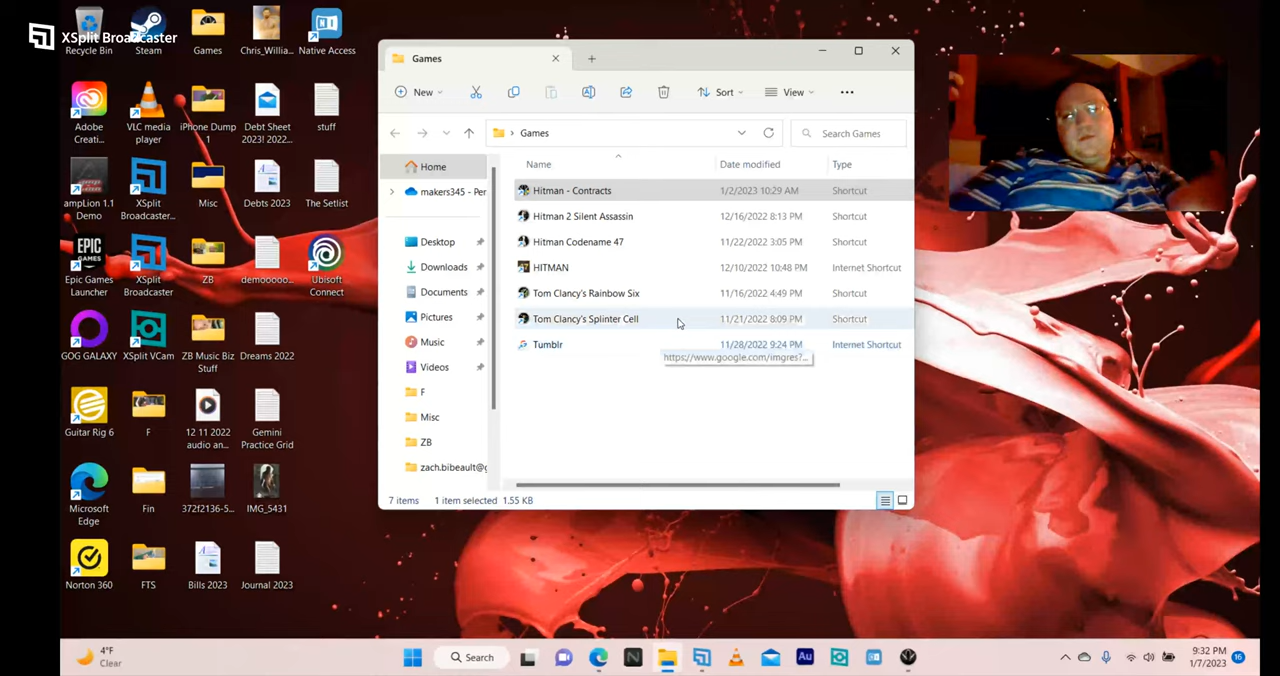 XSplit Broadcaster
Recycle Bin
Steam
Games
Chris_Willia...
Native Access
Adobe
Creati...
VLC media
player
iPhone Dump
1
Debt Sheet
2023! 2022...
stuff
ampLion 1.1
Demo
XSplit
Broadcaster...
Misc
Debts 2023
The Setlist
EPIC
GAMES
Epic Games
Launcher
XSplit
Broadcaster
ZB
demooooo...
Ubisoft
Connect
GOG GALAXY
XSplit VCam
ZB Music Biz
Stuff
Dreams 2022
Guitar Rig 6
F
12 11 2022
audio an...
Gemini
Practice Grid
Microsoft
Edge
Fin
372f2136-5...
IMG_5431
Norton 360
FTS
Bills 2023
Journal 2023
Games
New
Sort
View
Games
Search Games
Home
makers345 - Per
Desktop
Downloads
Documents
Pictures
Music
Videos
F
Misc
ZB
zach.bibeault@g
Name Date modified Type
Hitman - Contracts 1/2/2023 10:29 AM Shortcut
Hitman 2 Silent Assassin 12/16/2022 8:13 PM Shortcut
Hitman Codename 47 11/22/2022 3:05 PM Shortcut
HITMAN 12/10/2022 10:48 PM Internet Shortcut
Tom Clancy's Rainbow Six 11/16/2022 4:49 PM Shortcut
Tom Clancy's Splinter Cell 11/21/2022 8:09 PM Shortcut
Tumblr 11/28/2022 9:24 PM Internet Shortcut
https://www.google.com/imgres?...
7 items 1 item selected 1.55 KB
4°F
Clear
Search
N
Au
9:32 PM
1/7/2023
16